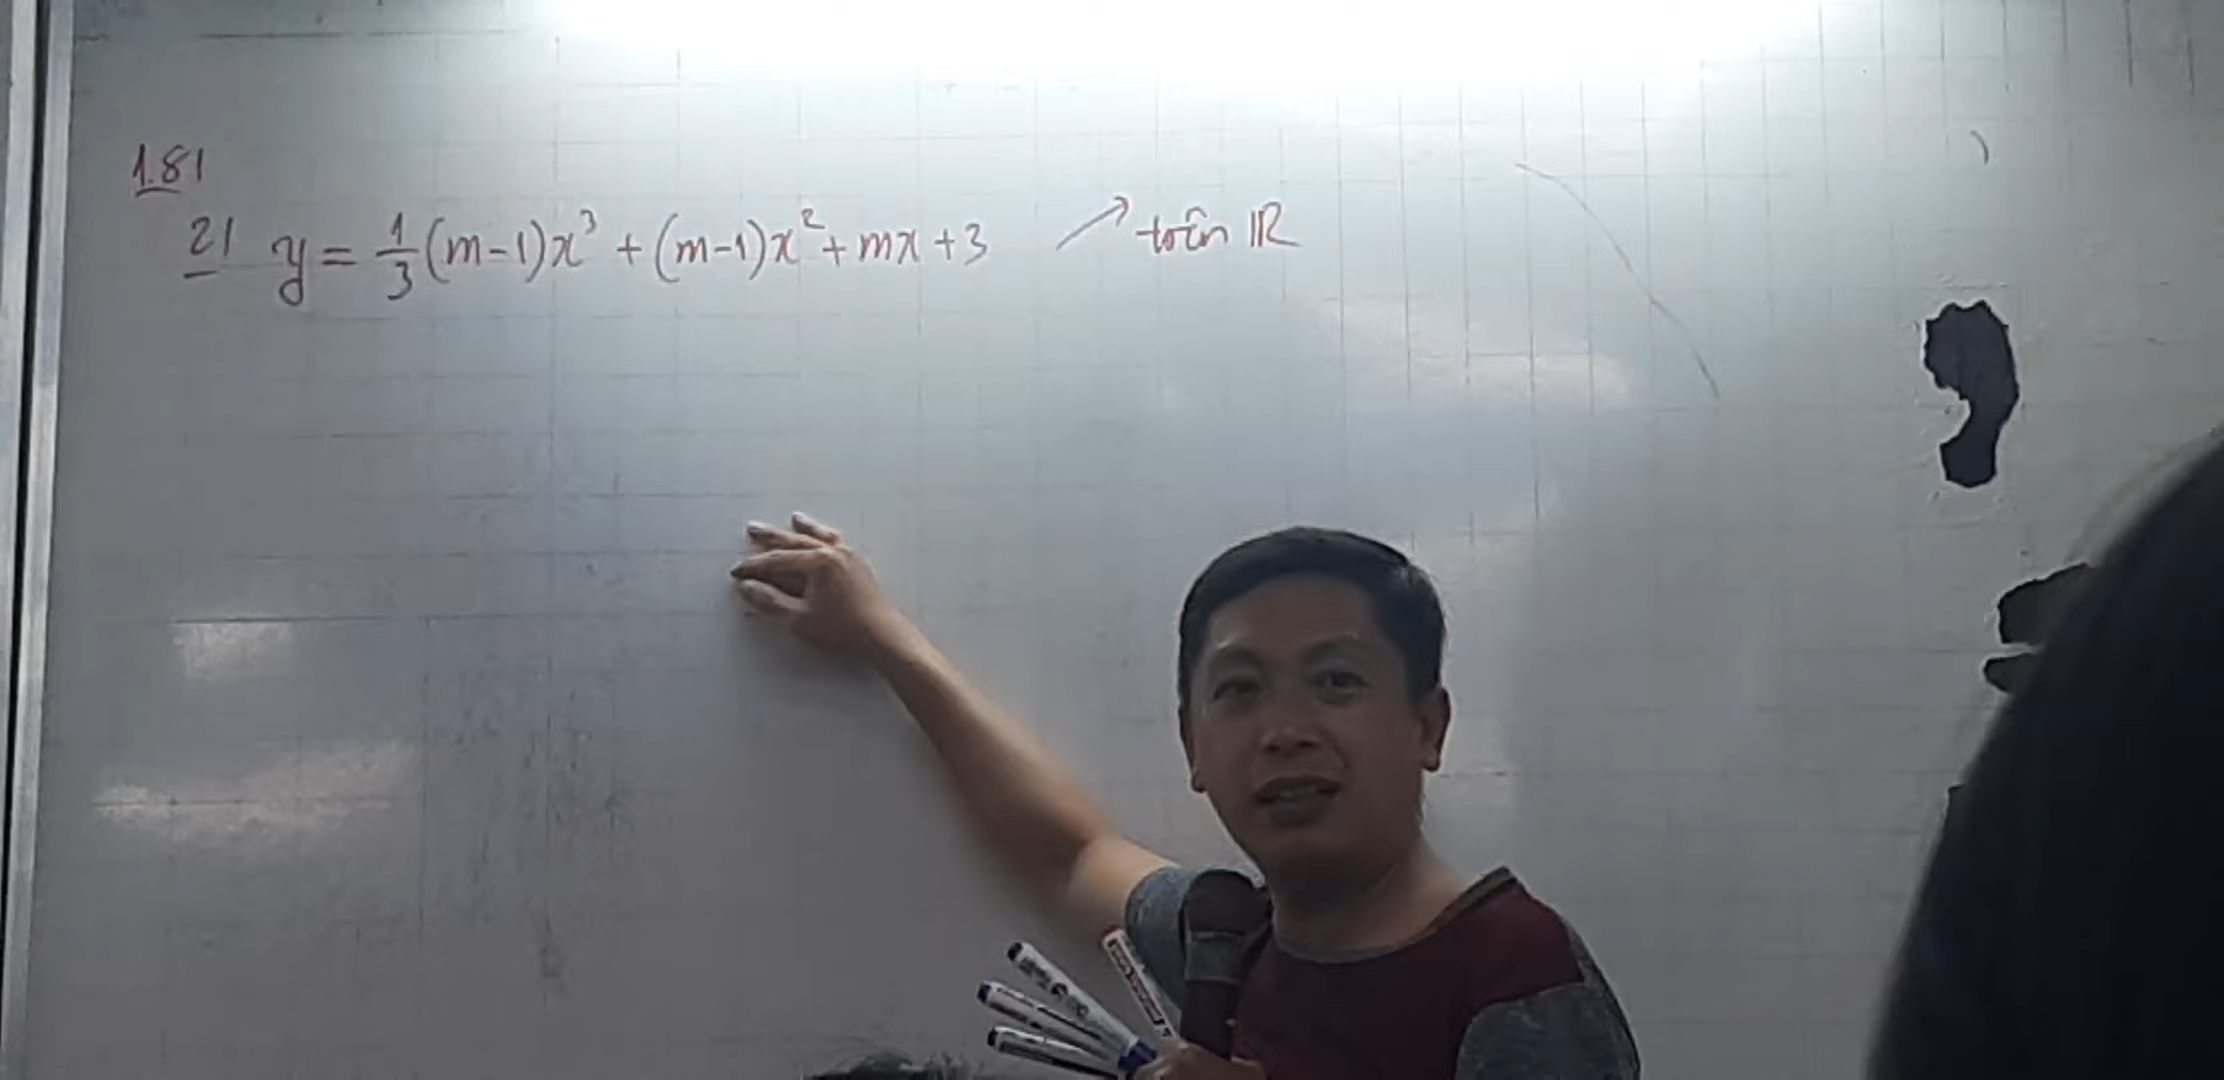 1.81
2/ y = 1/3 (m-1)x³ + (m-1)x² + mx + 3 ↗ trên ℝ